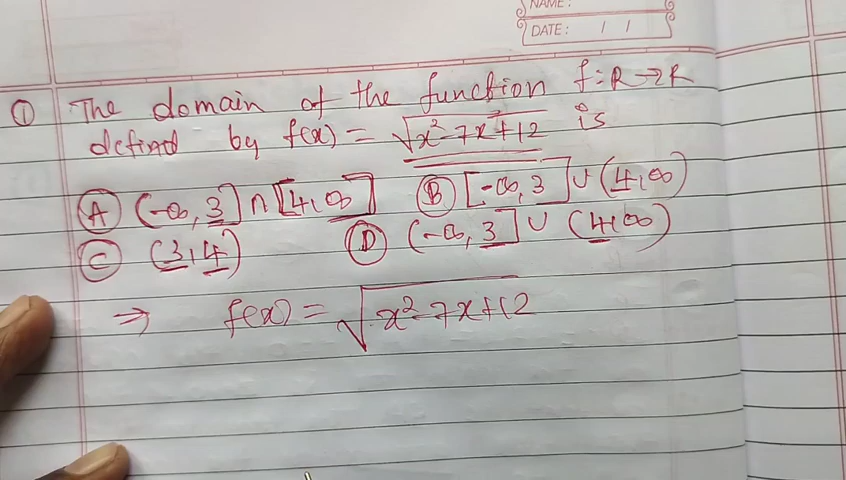 NAME:
DATE: / /
① The domain of the function f:R→R
defined by f(x) = √x²-7x+12 is
Ⓐ (-∞, 3] ∩ [4,∞] Ⓑ [-∞, 3] ∪ (4,∞)
Ⓒ (3,4) Ⓓ (-∞, 3] ∪ (4,∞)
⇒ f(x) = √x²-7x+12